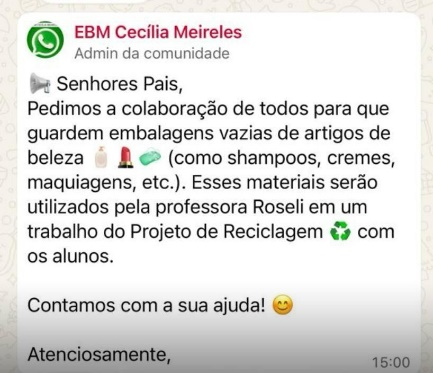 EBM Cecília Meireles
Admin da comunidade
📢 Senhores Pais,
Pedimos a colaboração de todos para que
guardem embalagens vazias de artigos de
beleza 🧴💄🧼 (como shampoos, cremes,
maquiagens, etc.). Esses materiais serão
utilizados pela professora Roseli em um
trabalho do Projeto de Reciclagem ♻️ com
os alunos.
Contamos com a sua ajuda! 😊
Atenciosamente,
15:00